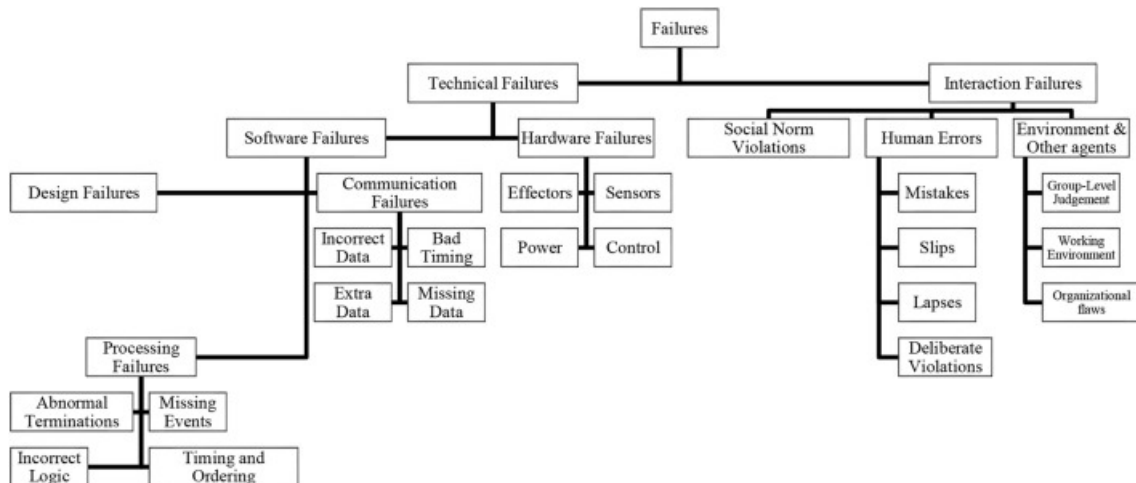 Failures
Technical Failures
Interaction Failures
Software Failures
Hardware Failures
Social Norm
Violations
Human Errors
Environment &
Other agents
Design Failures
Communication
Failures
Effectors
Sensors
Mistakes
Group-Level
Judgement
Incorrect
Data
Bad
Timing
Power
Control
Slips
Working
Environment
Extra
Data
Missing
Data
Lapses
Organizational
flaws
Processing
Failures
Deliberate
Violations
Abnormal
Terminations
Missing
Events
Incorrect
Logic
Timing and
Ordering